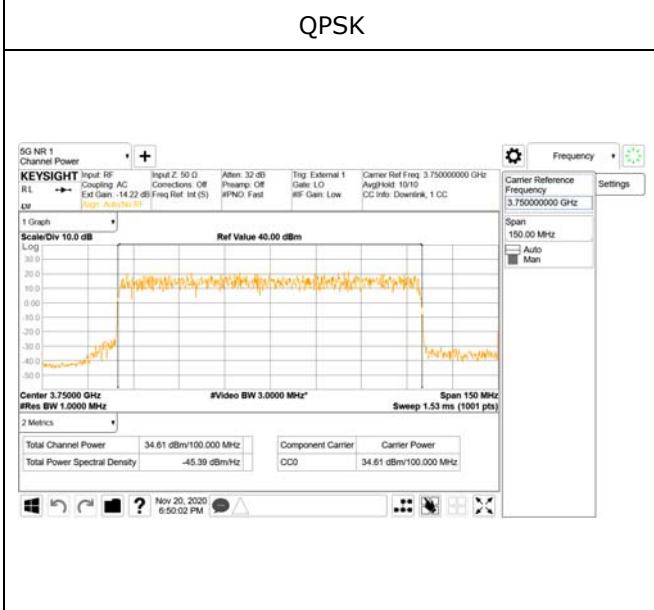 QPSK
5G NR 1
Channel Power
Frequency
KEYSIGHT
RL
Input: RF
Coupling: AC
Ext Gain: -14.22 dB
Align: Auto/No RF
Input Z: 50 Ω
Corrections: Off
Freq Ref: Int (S)
Atten: 32 dB
Preamp: Off
#PNO: Fast
Trig: External 1
Gate: LO
#IF Gain: Low
Carrier Ref Freq: 3.750000000 GHz
Avg|Hold: 10/10
CC Info: Downlink, 1 CC
Carrier Reference
Frequency
3.750000000 GHz
Settings
Span
150.00 MHz
Auto
Man
1 Graph
Scale/Div 10.0 dB
Ref Value 40.00 dBm
Log
30.0
20.0
10.0
0.00
-10.0
-20.0
-30.0
-40.0
-50.0
Center 3.75000 GHz
#Video BW 3.0000 MHz*
Span 150 MHz
#Res BW 1.0000 MHz
Sweep 1.53 ms (1001 pts)
2 Metrics
Total Channel Power 34.61 dBm/100.000 MHz
Total Power Spectral Density -45.39 dBm/Hz
Component Carrier Carrier Power
CC0 34.61 dBm/100.000 MHz
?
Nov 20, 2020
6:50:02 PM